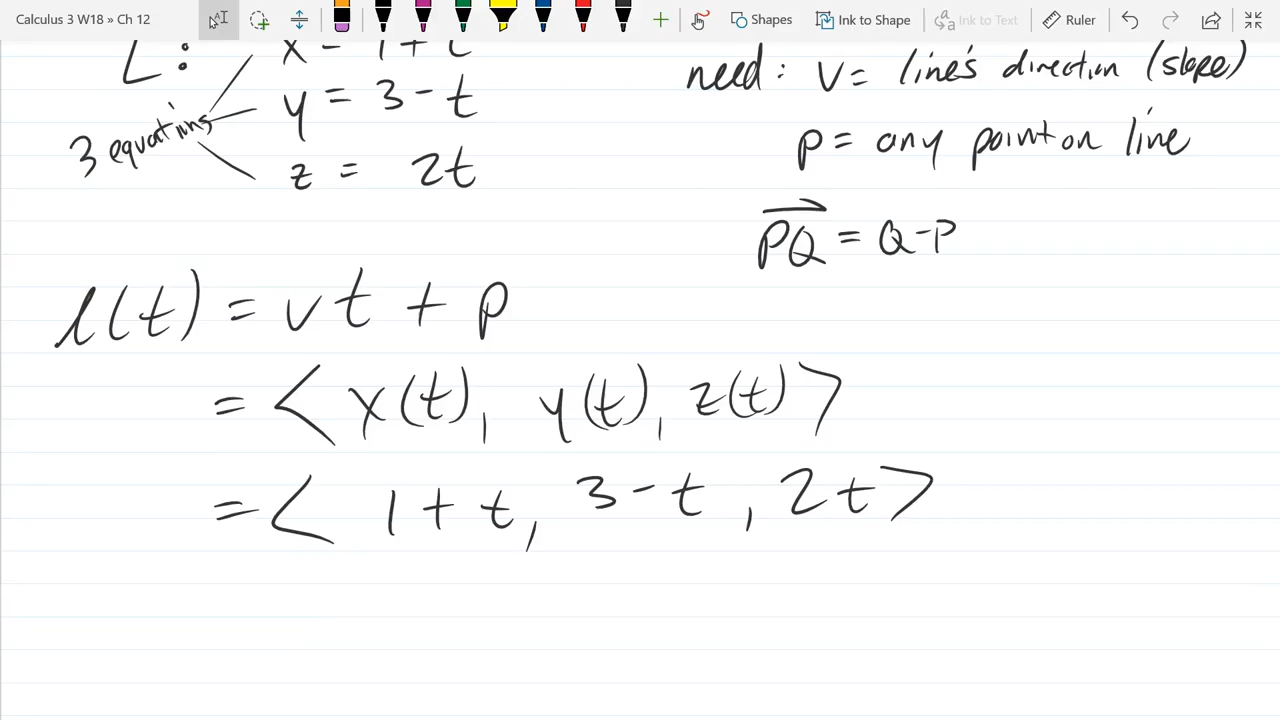 Calculus 3 W18 » Ch 12
Shapes
Ink to Shape
Ink to Text
Ruler
L: x = 1 + t
y = 3 - t
z = 2t
3 equations
need: v = line's direction (slope)
p = any point on line
PQ = Q-P
l(t) = vt + p
= < x(t), y(t), z(t) >
= < 1 + t, 3 - t, 2t >